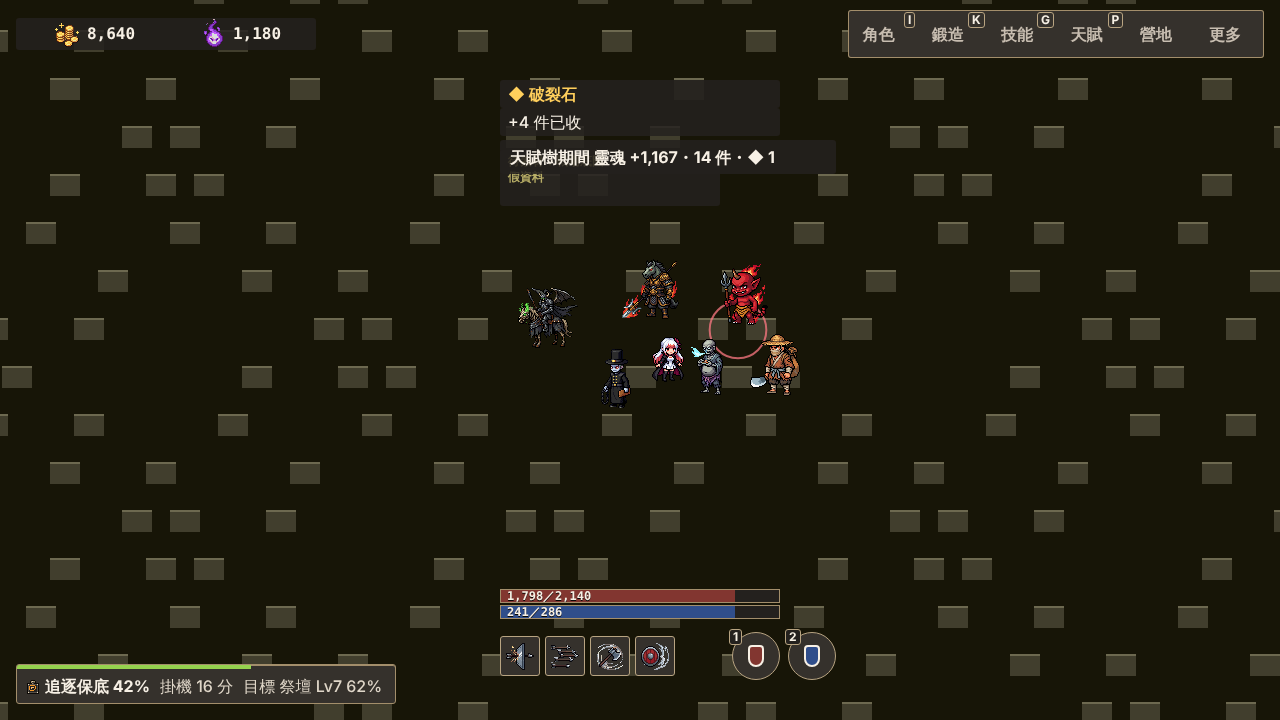 8,640
1,180
角色 I
鍛造 K
技能 G
天賦 P
營地
更多
◆ 破裂石
+4 件已收
天賦樹期間 靈魂 +1,167 · 14 件 · ◆ 1
假資料
1,798／2,140
241／286
1
2
追逐保底 42% 掛機 16 分 目標 祭壇 Lv7 62%